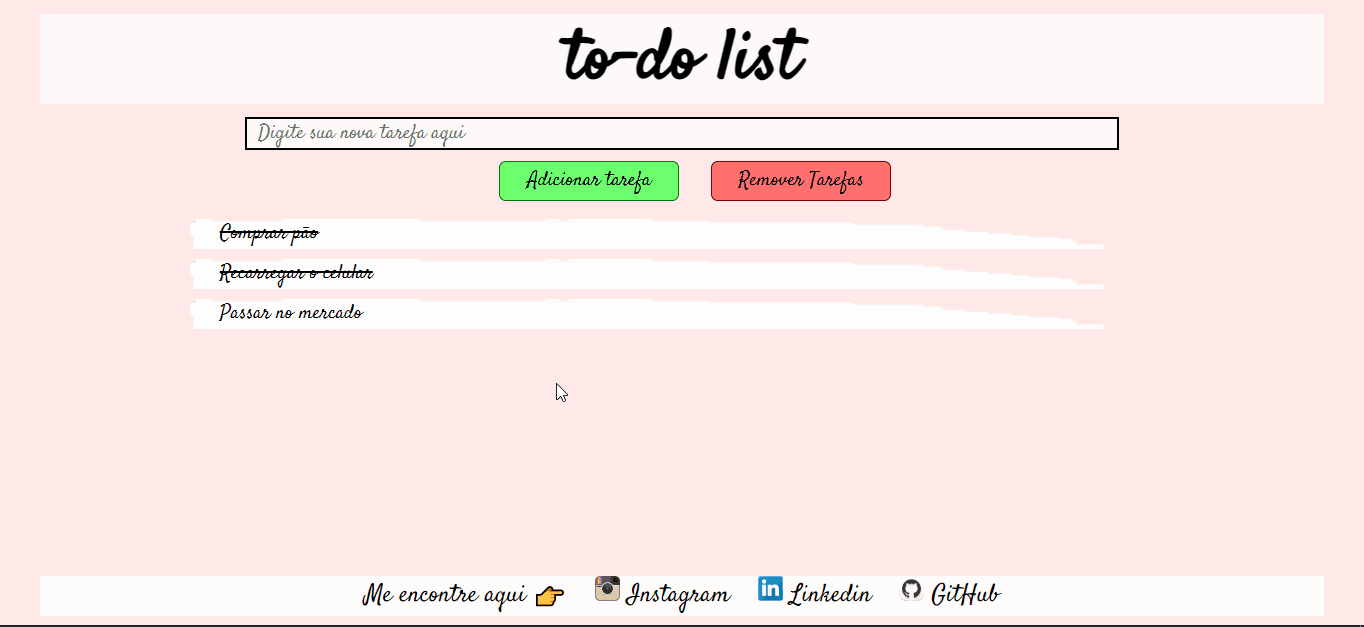 to-do list
Digite sua nova tarefa aqui
Adicionar tarefa Remover Tarefas
Comprar pão
Recarregar o celular
Passar no mercado
Me encontre aqui 👉 Instagram in Linkedin GitHub